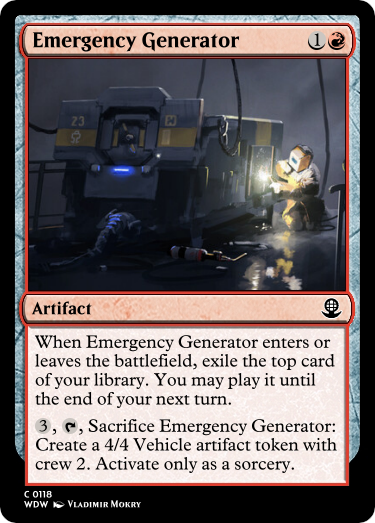 Emergency Generator 1
Artifact
When Emergency Generator enters or
leaves the battlefield, exile the top card
of your library. You may play it until
the end of your next turn.
3, , Sacrifice Emergency Generator:
Create a 4/4 Vehicle artifact token with
crew 2. Activate only as a sorcery.
C 0118
WDW Vladimir Mokry